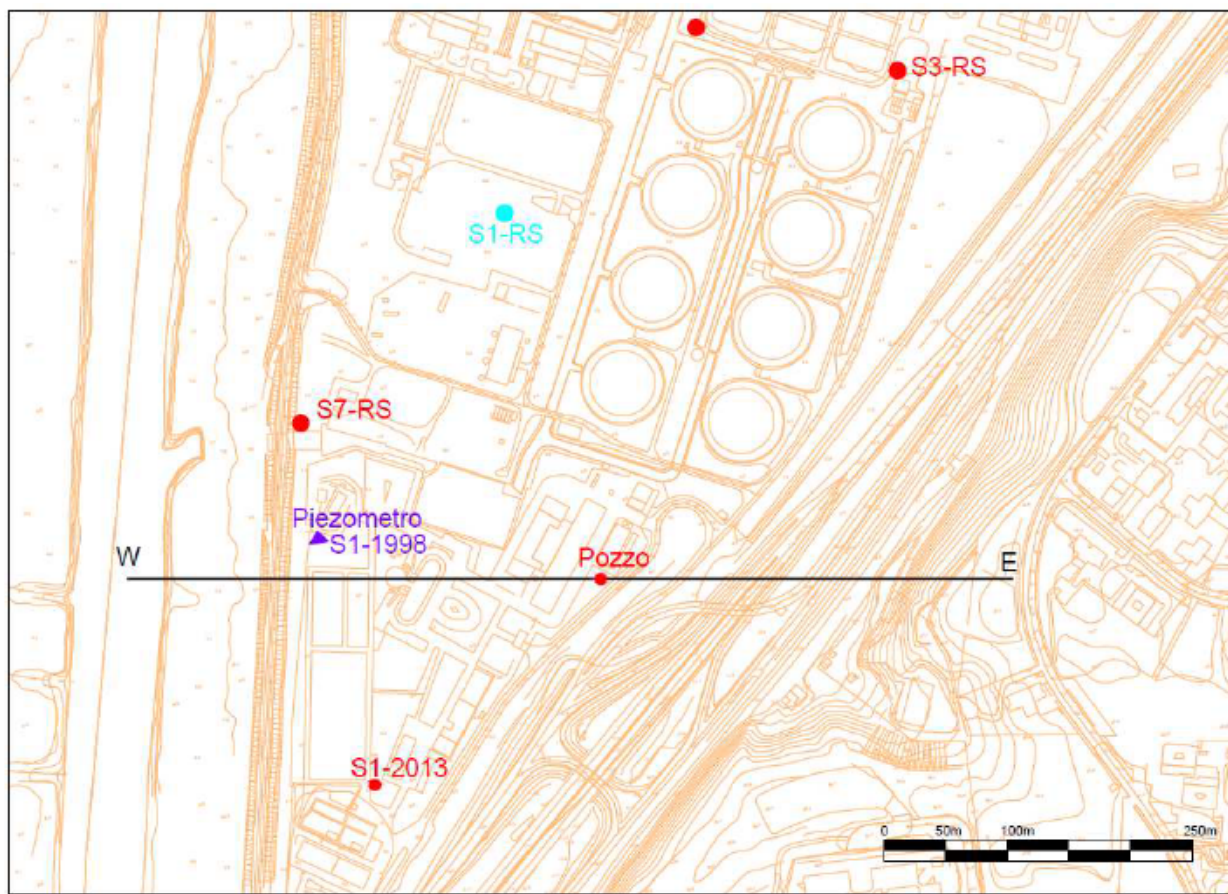 S3-RS
S1-RS
S7-RS
Piezometro
S1-1998
W
Pozzo
E
S1-2013
0 50m 100m 250m